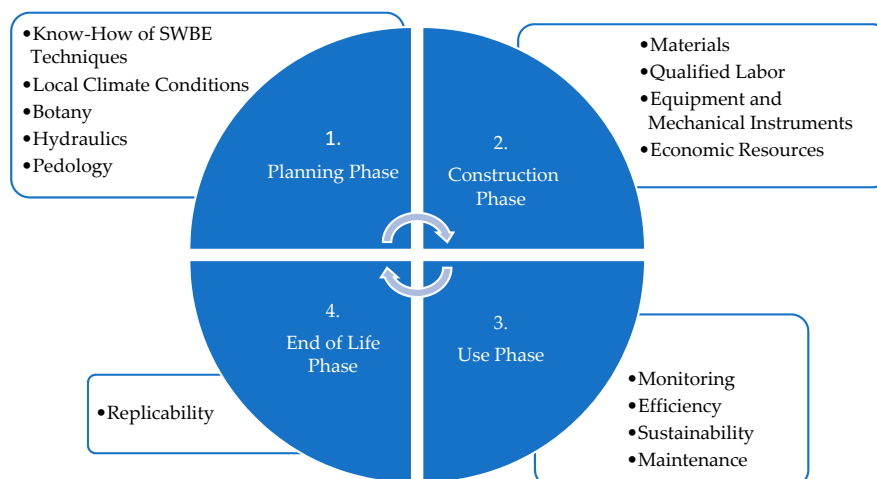 •Know-How of SWBE
Techniques
•Local Climate Conditions
•Botany
•Hydraulics
•Pedology
1.
Planning Phase
2.
Construction
Phase
•Materials
•Qualified Labor
•Equipment and
Mechanical Instruments
•Economic Resources
4.
End of Life
Phase
•Replicability
3.
Use Phase
•Monitoring
•Efficiency
•Sustainability
•Maintenance